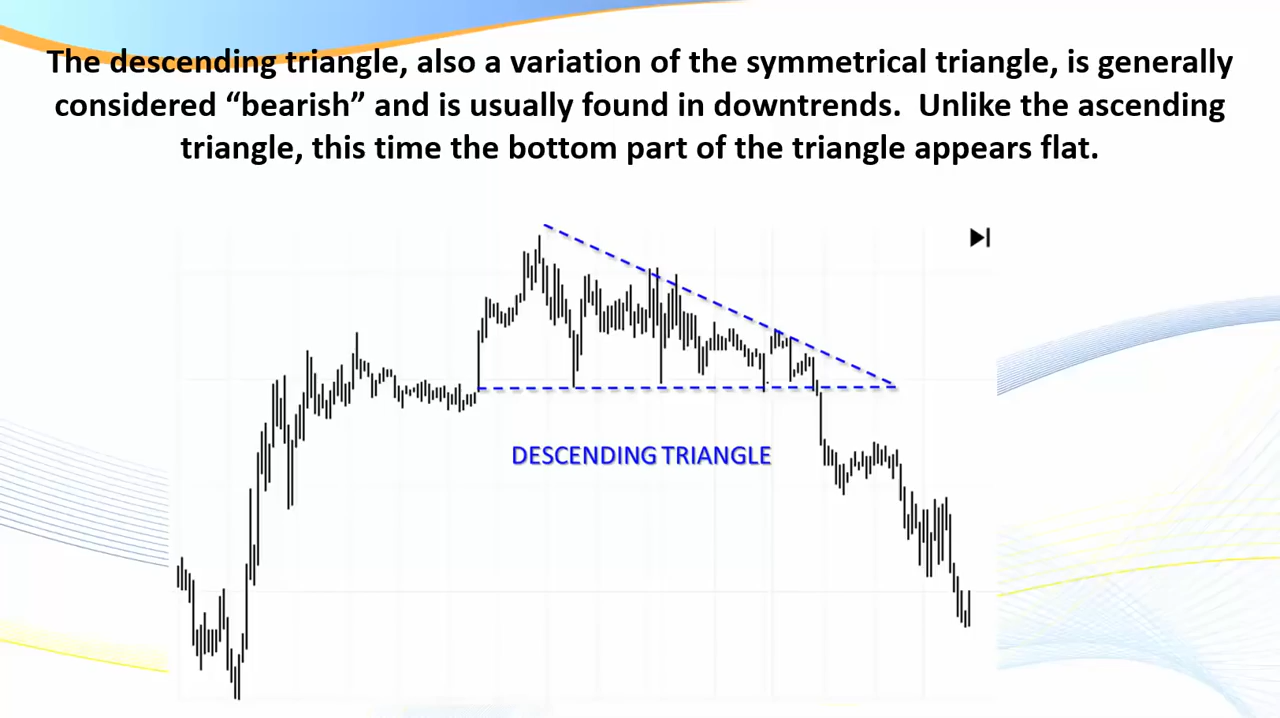 The descending triangle, also a variation of the symmetrical triangle, is generally
considered “bearish” and is usually found in downtrends.  Unlike the ascending
triangle, this time the bottom part of the triangle appears flat.
DESCENDING TRIANGLE